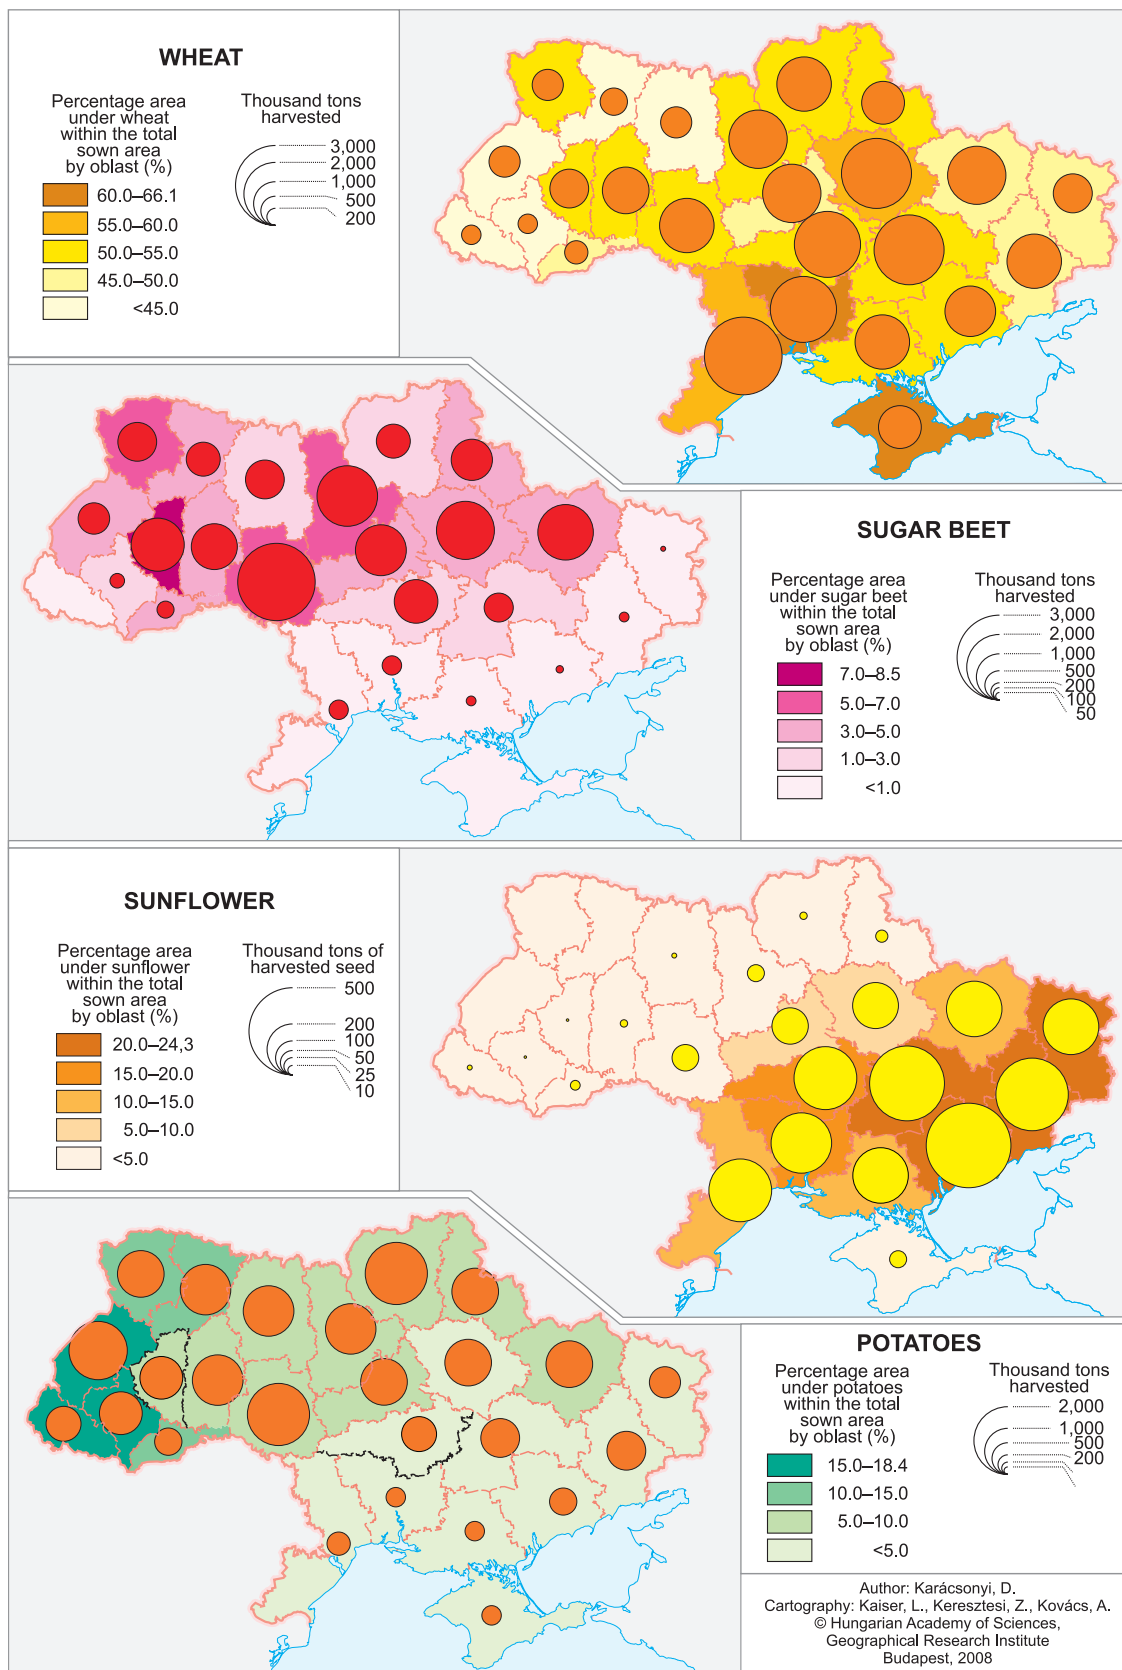 WHEAT
Percentage area
under wheat
within the total
sown area
by oblast (%)
60.0–66.1
55.0–60.0
50.0–55.0
45.0–50.0
<45.0
Thousand tons
harvested
3,000
2,000
1,000
500
200
SUGAR BEET
Percentage area
under sugar beet
within the total
sown area
by oblast (%)
7.0–8.5
5.0–7.0
3.0–5.0
1.0–3.0
<1.0
Thousand tons
harvested
3,000
2,000
1,000
500
200
100
50
SUNFLOWER
Percentage area
under sunflower
within the total
sown area
by oblast (%)
20.0–24,3
15.0–20.0
10.0–15.0
5.0–10.0
<5.0
Thousand tons of
harvested seed
500
200
100
50
25
10
POTATOES
Percentage area
under potatoes
within the total
sown area
by oblast (%)
15.0–18.4
10.0–15.0
5.0–10.0
<5.0
Thousand tons
harvested
2,000
1,000
500
200
Author: Karácsonyi, D.
Cartography: Kaiser, L., Keresztesi, Z., Kovács, A.
© Hungarian Academy of Sciences,
Geographical Research Institute
Budapest, 2008